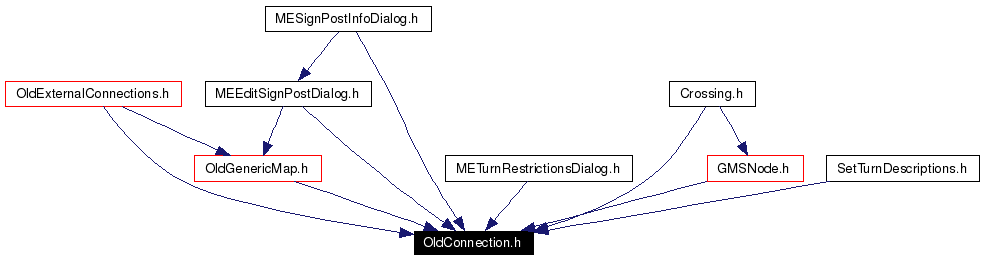 MESignPostInfoDialog.h
OldExternalConnections.h
MEEditSignPostDialog.h
Crossing.h
OldGenericMap.h
METurnRestrictionsDialog.h
GMSNode.h
SetTurnDescriptions.h
OldConnection.h